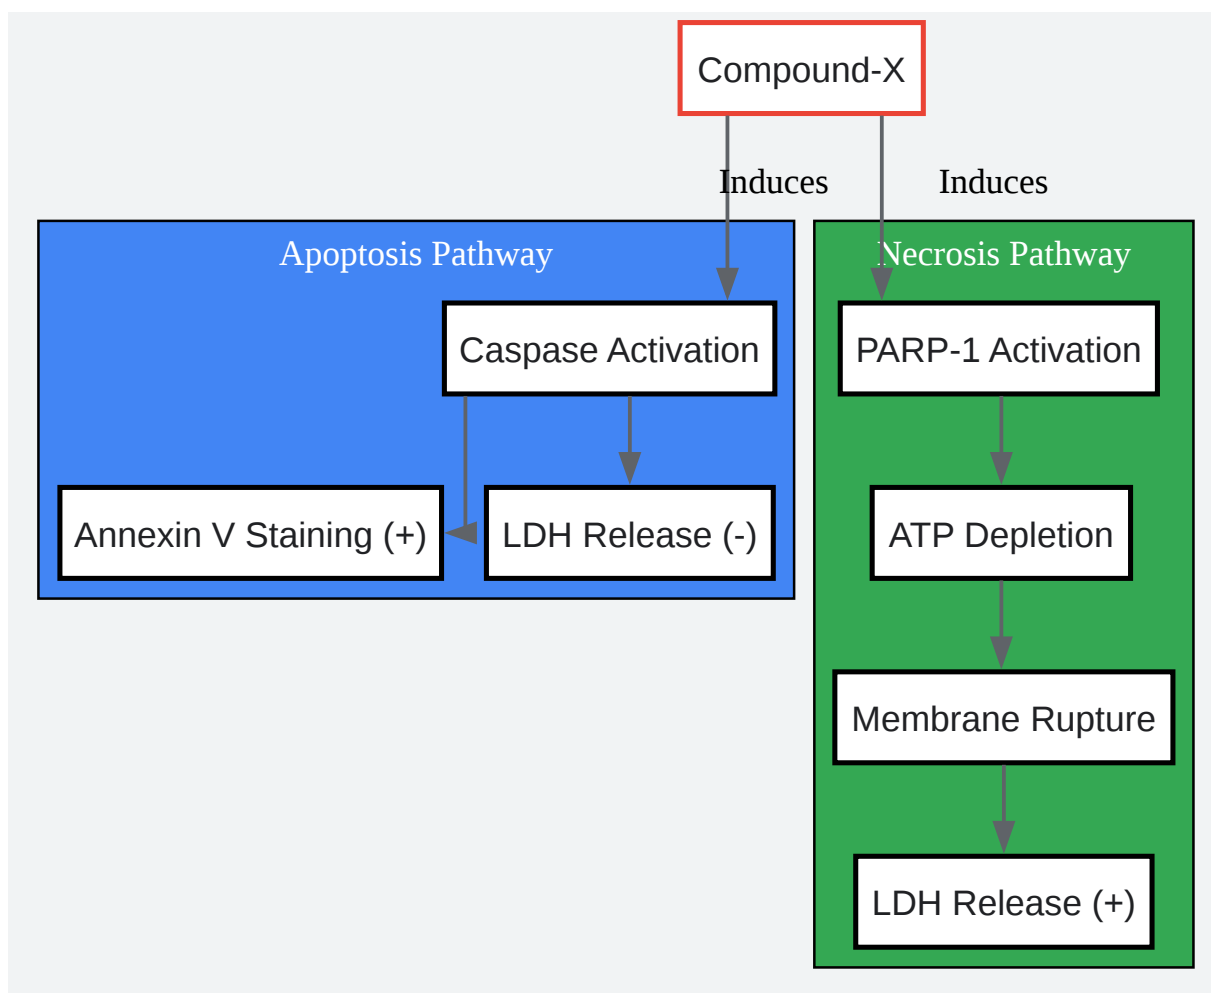 Compound-X
Induces
Induces
Apoptosis Pathway
Necrosis Pathway
Caspase Activation
PARP-1 Activation
Annexin V Staining (+)
LDH Release (-)
ATP Depletion
Membrane Rupture
LDH Release (+)